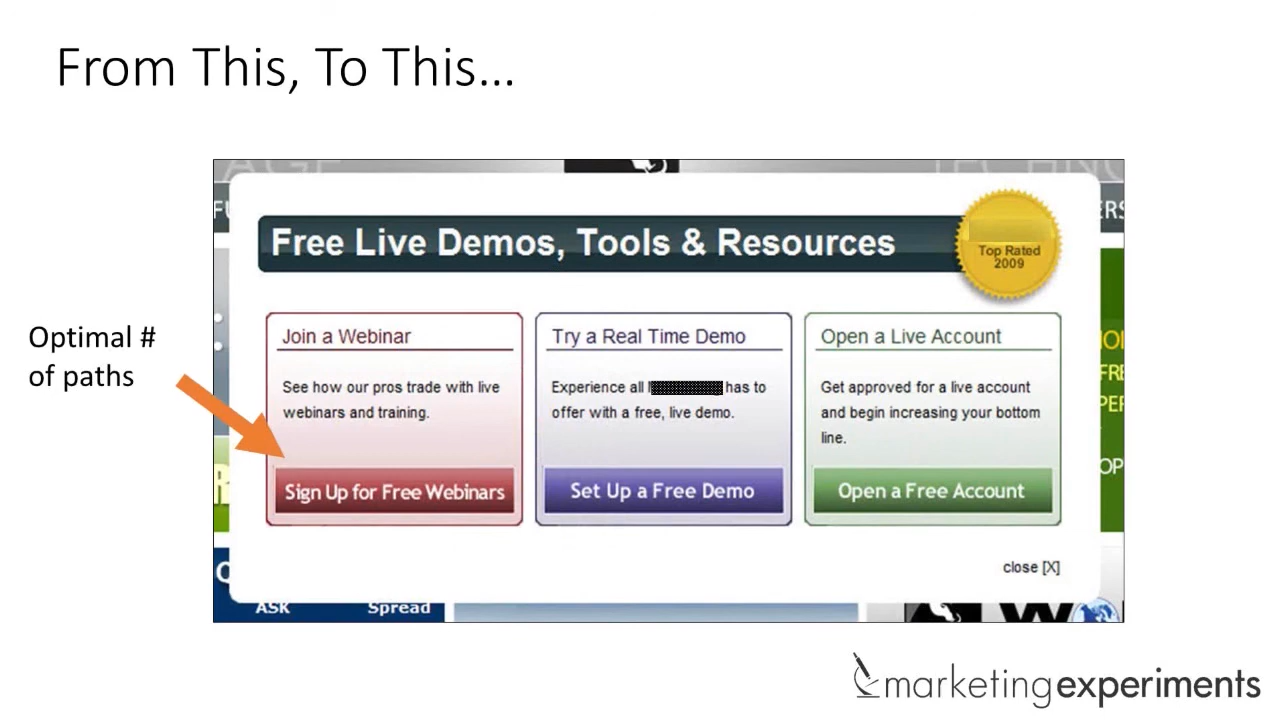 From This, To This...
Free Live Demos, Tools & Resources
Top Rated
2009
Optimal #
of paths
Join a Webinar
See how our pros trade with live
webinars and training.
Sign Up for Free Webinars
Try a Real Time Demo
Experience all has to
offer with a free, live demo.
Set Up a Free Demo
Open a Live Account
Get approved for a live account
and begin increasing your bottom
line.
Open a Free Account
close [X]
ASK Spread
marketingexperiments